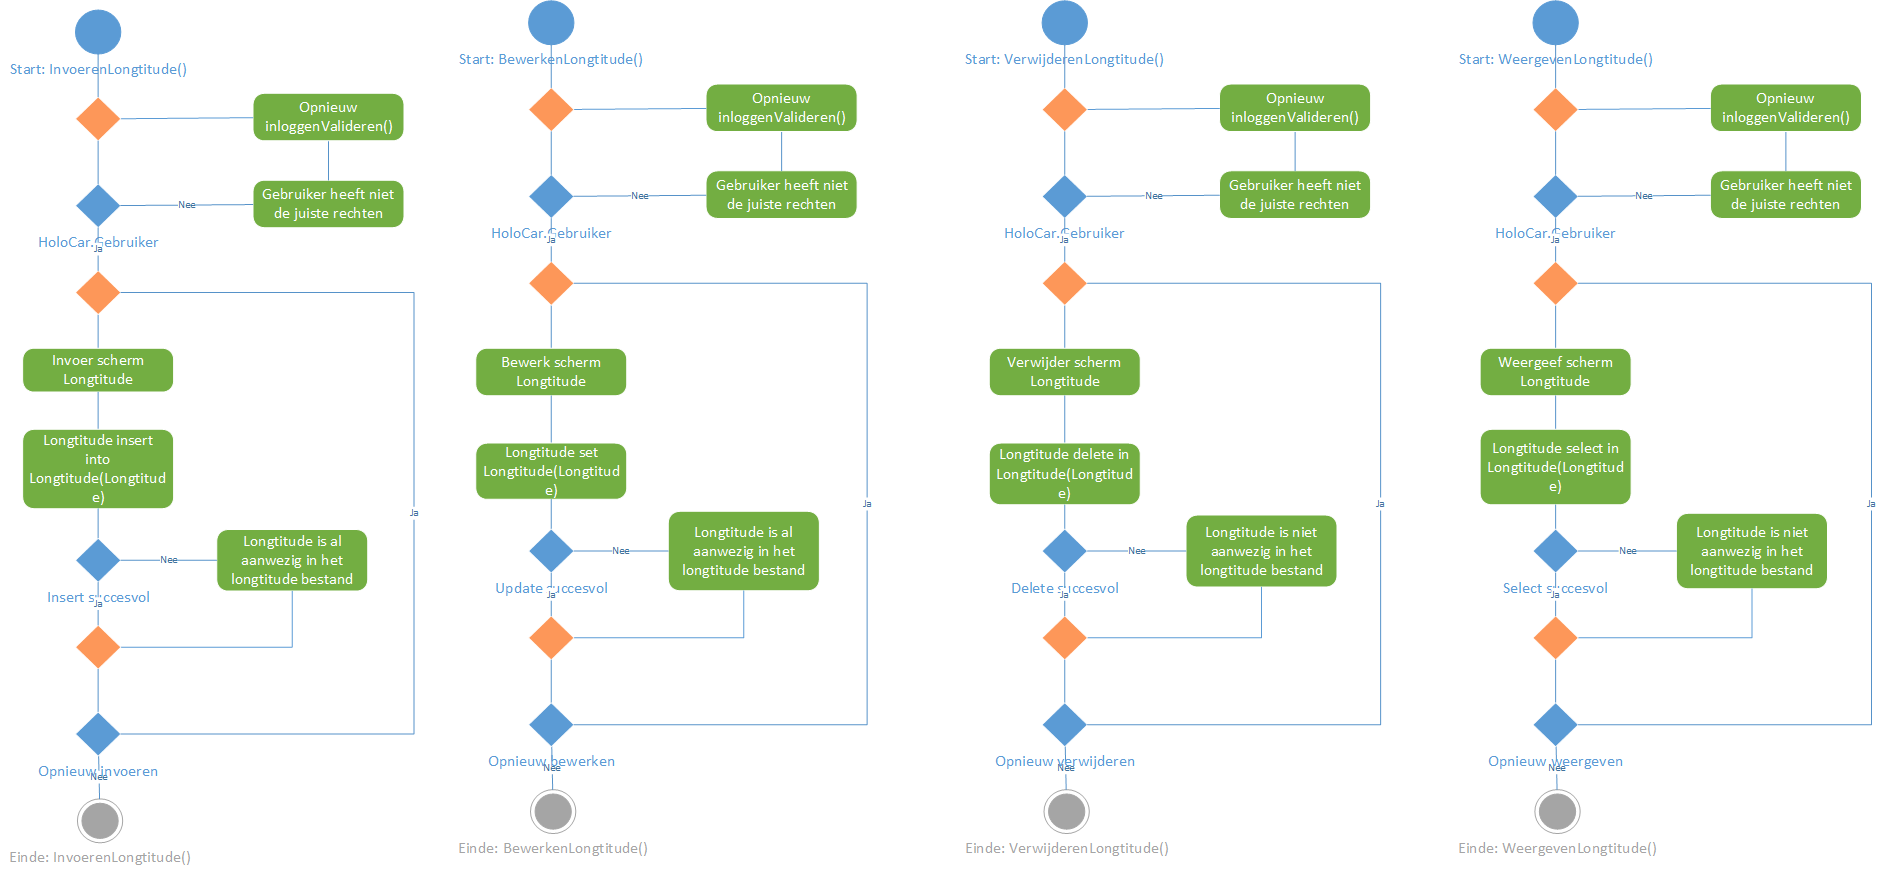 Start: InvoerenLongtitude()
Opnieuw
inloggenValideren()
Gebruiker heeft niet
de juiste rechten
Nee
HoloCar.Gebruiker
Ja
Invoer scherm
Longtitude
Longtitude insert
into
Longtitude(Longtitud
e)
Ja
Longtitude is al
aanwezig in het
longtitude bestand
Nee
Insert succesvol
Ja
Opnieuw invoeren
Nee
Einde: InvoerenLongtitude()
Start: BewerkenLongtitude()
Opnieuw
inloggenValideren()
Gebruiker heeft niet
de juiste rechten
Nee
HoloCar.Gebruiker
Ja
Bewerk scherm
Longtitude
Longtitude set
Longtitude(Longtitud
e)
Ja
Longtitude is al
aanwezig in het
longtitude bestand
Nee
Update succesvol
Ja
Opnieuw bewerken
Nee
Einde: BewerkenLongtitude()
Start: VerwijderenLongtitude()
Opnieuw
inloggenValideren()
Gebruiker heeft niet
de juiste rechten
Nee
HoloCar.Gebruiker
Ja
Verwijder scherm
Longtitude
Longtitude delete in
Longtitude(Longtitud
e)
Ja
Longtitude is niet
aanwezig in het
longtitude bestand
Nee
Delete succesvol
Ja
Opnieuw verwijderen
Nee
Einde: VerwijderenLongtitude()
Start: WeergevenLongtitude()
Opnieuw
inloggenValideren()
Gebruiker heeft niet
de juiste rechten
Nee
HoloCar.Gebruiker
Ja
Weergeef scherm
Longtitude
Longtitude select in
Longtitude(Longtitud
e)
Ja
Longtitude is niet
aanwezig in het
longtitude bestand
Nee
Select succesvol
Ja
Opnieuw weergeven
Nee
Einde: WeergevenLongtitude()